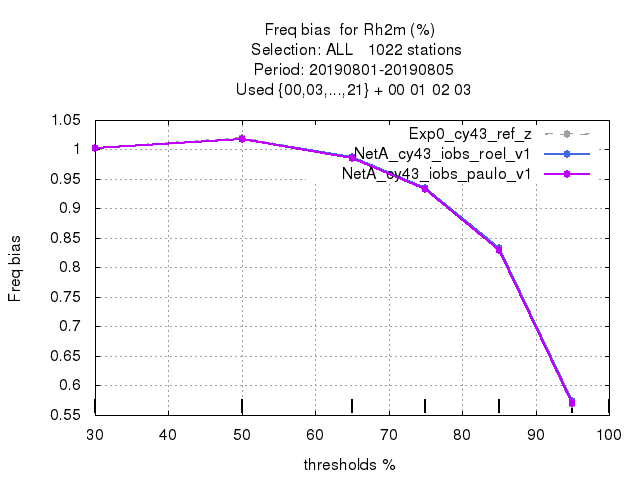 Freq bias for Rh2m (%)
Selection: ALL 1022 stations
Period: 20190801-20190805
Used {00,03,...,21} + 00 01 02 03
Exp0_cy43_ref_z
NetA_cy43_iobs_roel_v1
NetA_cy43_iobs_paulo_v1
1.05
1
0.95
0.9
0.85
0.8
0.75
0.7
0.65
0.6
0.55
Freq bias
30 40 50 60 70 80 90 100
thresholds %